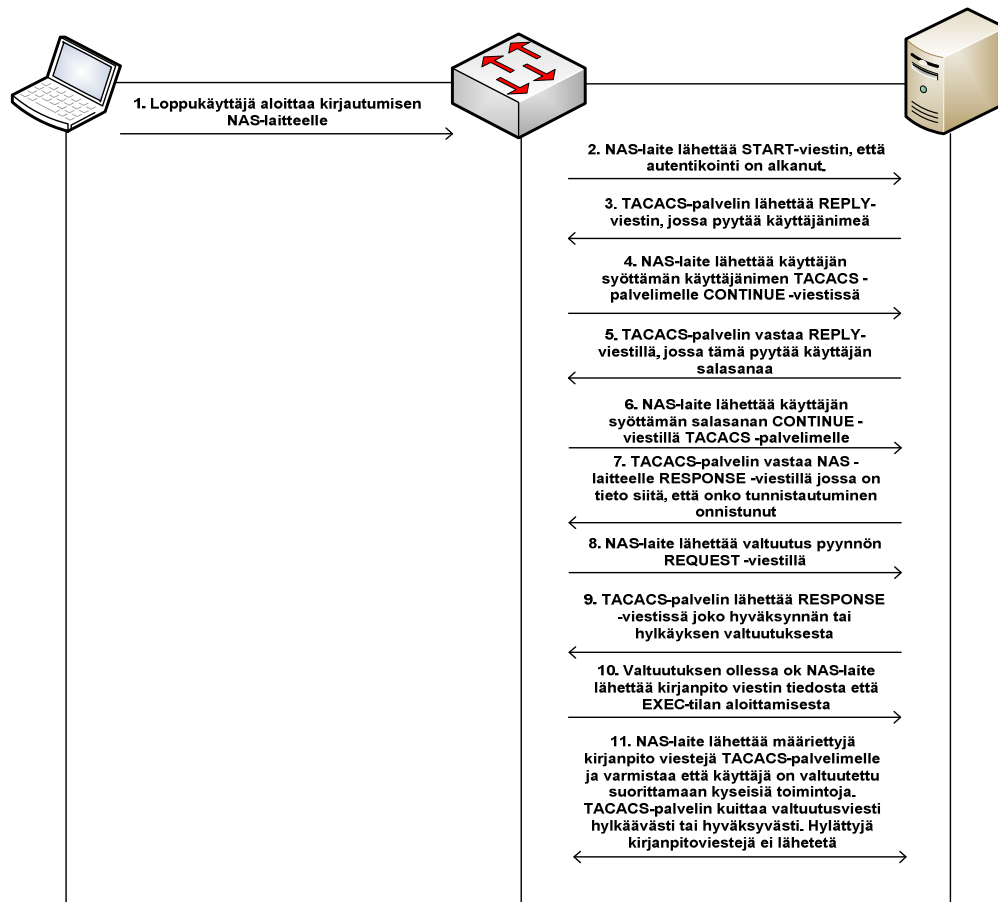 1. Loppukäyttäjä aloittaa kirjautumisen
NAS-laitteelle
2. NAS-laite lähettää START-viestin, että
autentikointi on alkanut.
3. TACACS-palvelin lähettää REPLY-
viestin, jossa pyytää käyttäjänimeä
4. NAS-laite lähettää käyttäjän
syöttämän käyttäjänimen TACACS -
palvelimelle CONTINUE -viestissä
5. TACACS-palvelin vastaa REPLY-
viestillä, jossa tämä pyytää käyttäjän
salasanaa
6. NAS-laite lähettää käyttäjän
syöttämän salasanan CONTINUE -
viestillä TACACS -palvelimelle
7. TACACS-palvelin vastaa NAS -
laitteelle RESPONSE -viestillä jossa on
tieto siitä, että onko tunnistautuminen
onnistunut
8. NAS-laite lähettää valtuutus pyynnön
REQUEST -viestillä
9. TACACS-palvelin lähettää RESPONSE
-viestissä joko hyväksynnän tai
hylkäyksen valtuutuksesta
10. Valtuutuksen ollessa ok NAS-laite
lähettää kirjanpito viestin tiedosta että
EXEC-tilan aloittamisesta
11. NAS-laite lähettää määriettyjä
kirjanpito viestejä TACACS-palvelimelle
ja varmistaa että käyttäjä on valtuutettu
suorittamaan kyseisiä toimintoja.
TACACS-palvelin kuittaa valtuutusviesti
hylkäävästi tai hyväksyvästi. Hylättyjä
kirjanpitoviestejä ei lähetetä